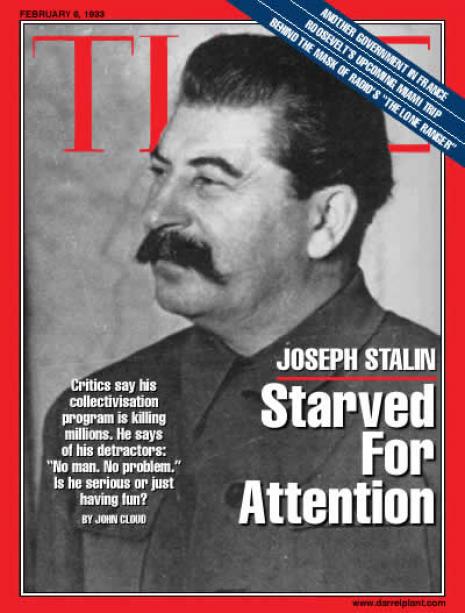 FEBRUARY 6, 1933
ANOTHER GOVERNMENT IN FRANCE
ROOSEVELT'S UPCOMING MIAMI TRIP
BEHIND THE MASK OF RADIO'S "THE LONE RANGER"
TIME
JOSEPH STALIN
Starved
For
Attention
Critics say his
collectivisation
program is killing
millions. He says
of his detractors:
"No man. No problem."
Is he serious or just
having fun?
BY JOHN CLOUD
www.darrelplant.com